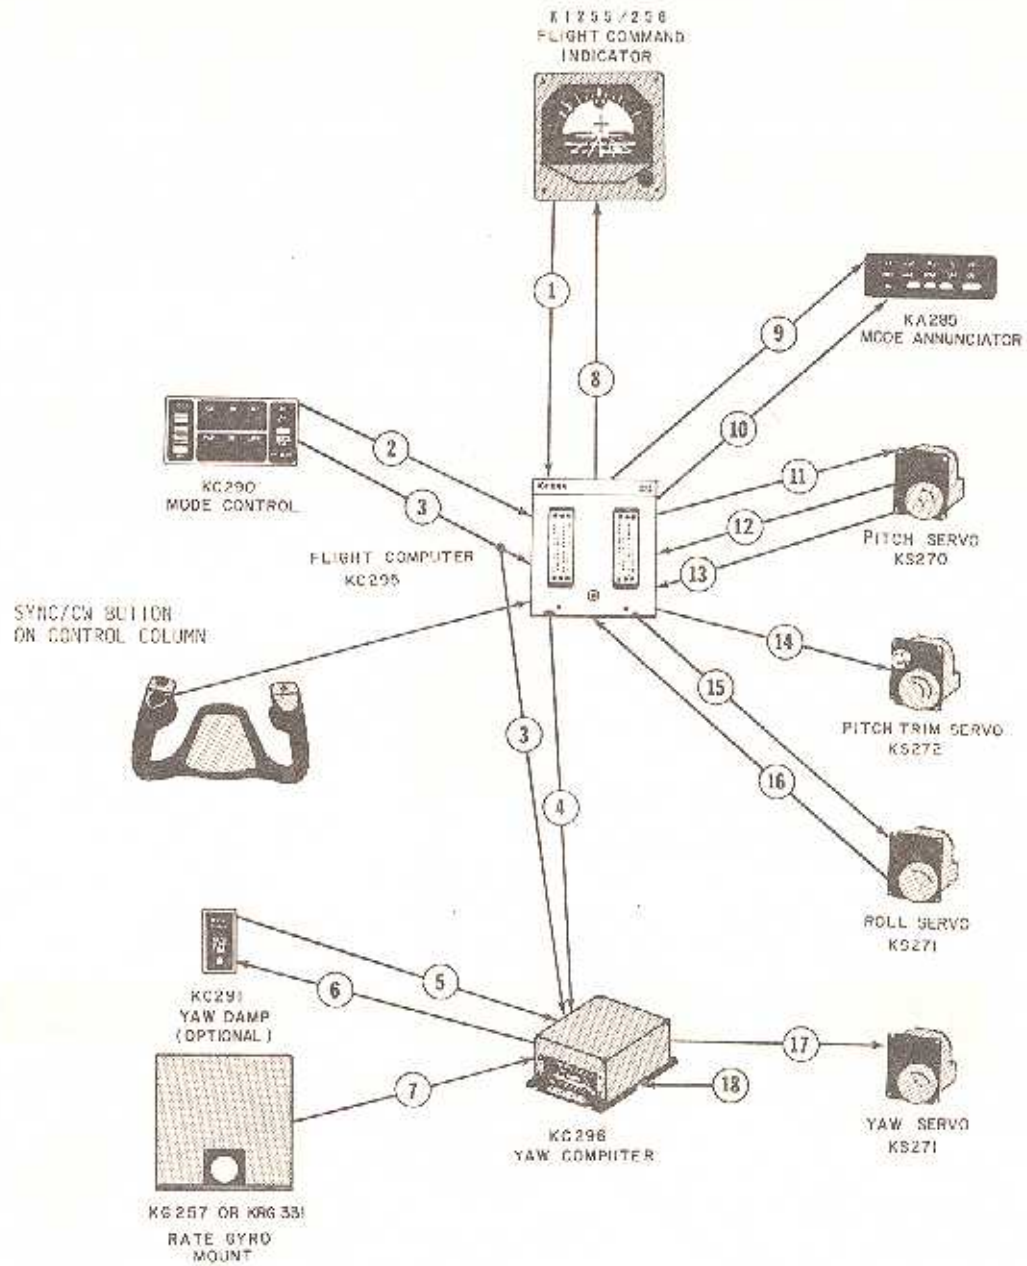 KI255/256
FLIGHT COMMAND
INDICATOR
1
8
9
10
KA285
MODE ANNUNCIATOR
2
3
KC290
MODE CONTROL
11
12
13
PITCH SERVO
KS270
FLIGHT COMPUTER
KC295
SYNC/CW BUTTON
ON CONTROL COLUMN
14
15
16
PITCH TRIM SERVO
KS272
3
4
ROLL SERVO
KS271
5
6
KC291
YAW DAMP
(OPTIONAL)
7
17
18
KC296
YAW COMPUTER
YAW SERVO
KS271
KG257 OR KRG331
RATE GYRO
MOUNT